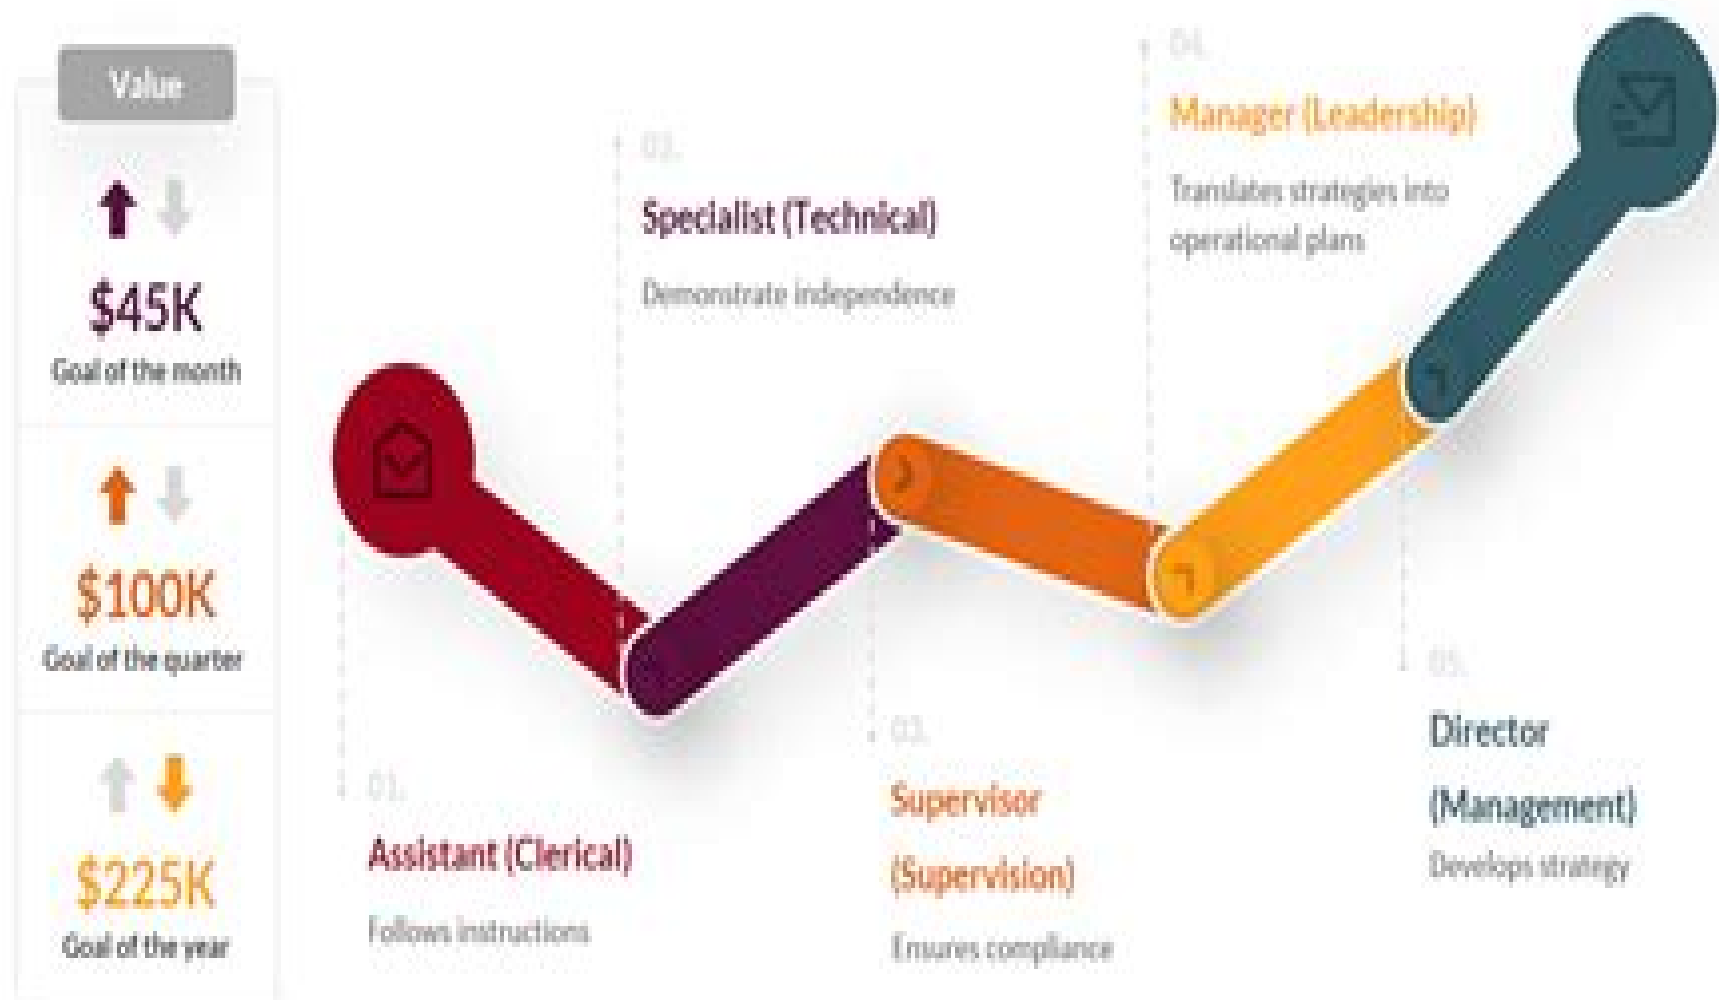 Value
$45K
Goal of the month
$100K
Goal of the quarter
$225K
Goal of the year
01.
Assistant (Clerical)
Follows instructions
02.
Specialist (Technical)
Demonstrate independence
03.
Supervisor
(Supervision)
Ensures compliance
04.
Manager (Leadership)
Translates strategies into
operational plans
05.
Director
(Management)
Develops strategy